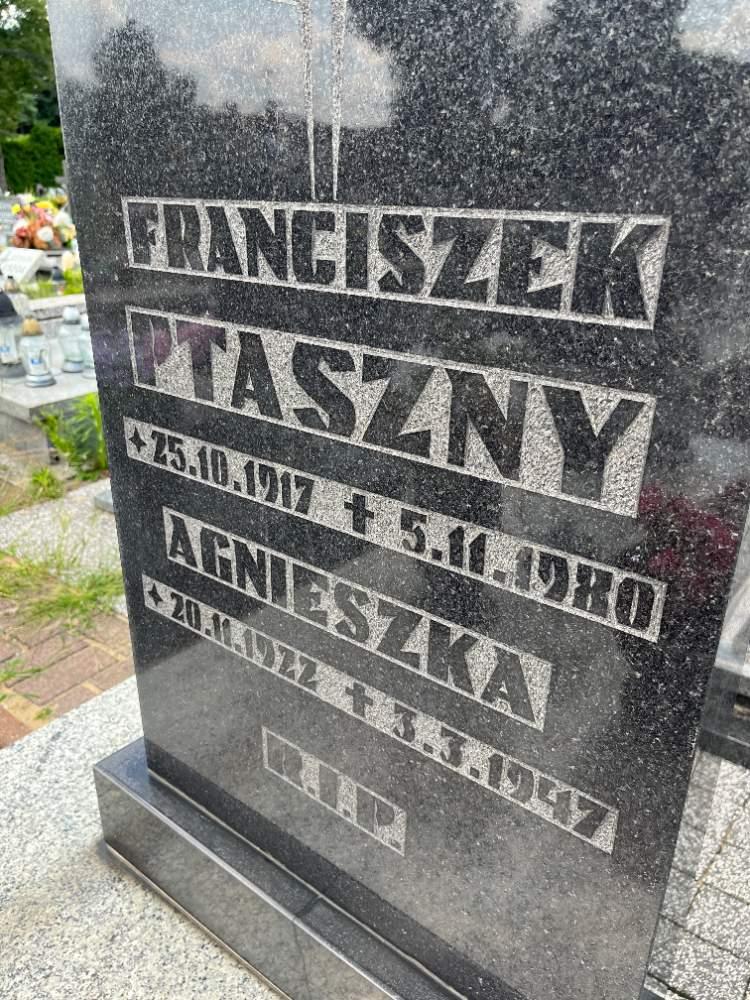 FRANCISZEK
PTASZNY
✦25.10.1917 ✝ 5.11.1980
AGNIESZKA
✦20.11.1922 ✝ 3.3.1947
R.I.P.